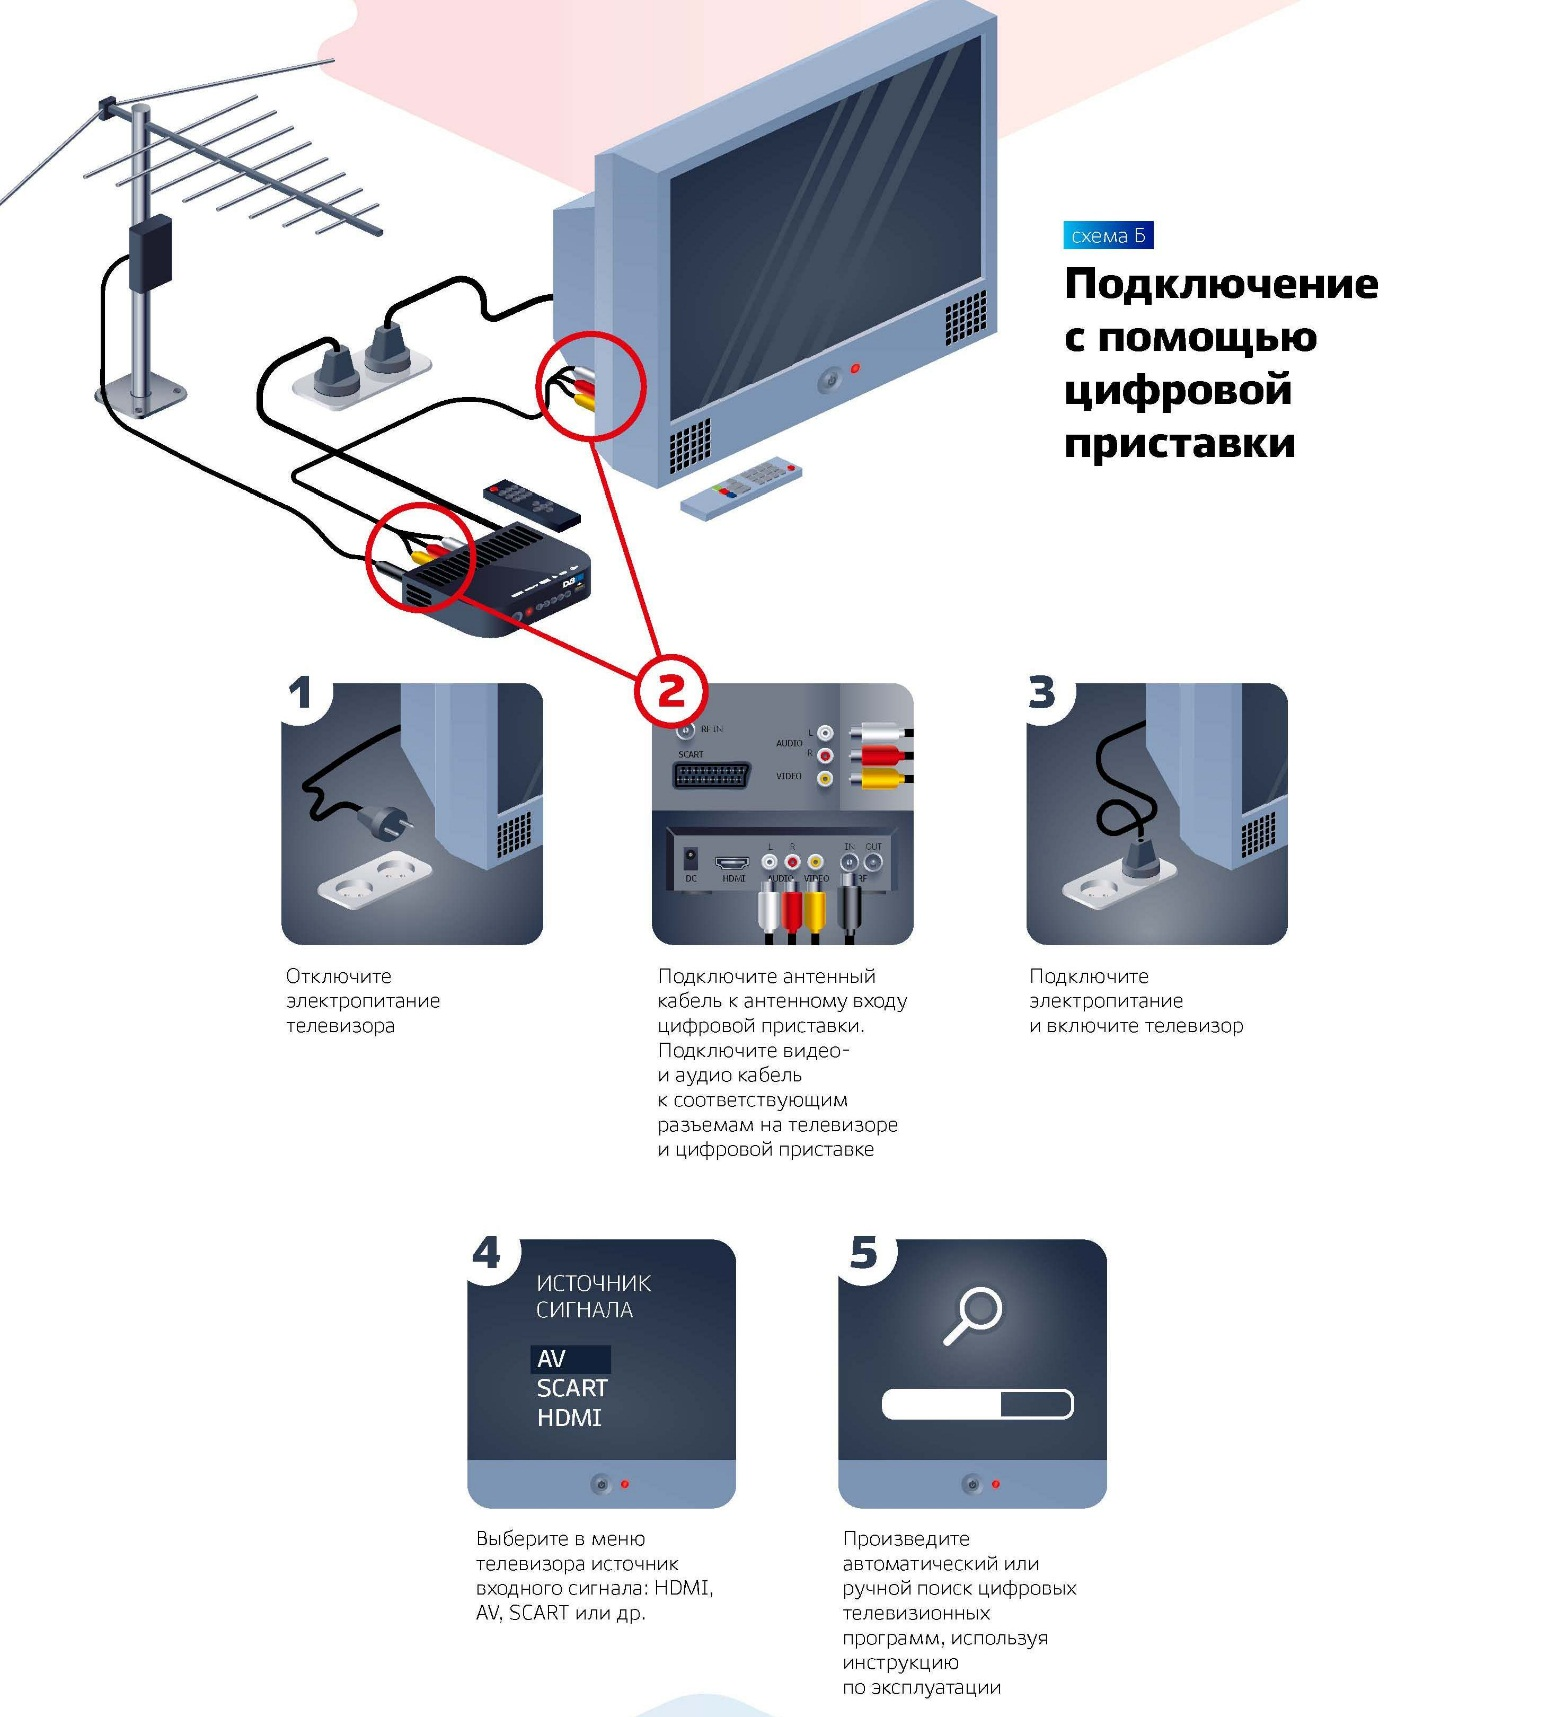 схема Б
Подключение
с помощью
цифровой
приставки
DVB
1
2
3
RF IN
SCART
AUDIO
L
R
VIDEO
L R IN OUT
DC HDMI AUDIO VIDEO RF
Отключите
электропитание
телевизора
Подключите антенный
кабель к антенному входу
цифровой приставки.
Подключите видео-
и аудио кабель
к соответствующим
разъемам на телевизоре
и цифровой приставке
Подключите
электропитание
и включите телевизор
4
ИСТОЧНИК
СИГНАЛА
AV
SCART
HDMI
5
Выберите в меню
телевизора источник
входного сигнала: HDMI,
AV, SCART или др.
Произведите
автоматический или
ручной поиск цифровых
телевизионных
программ, используя
инструкцию
по эксплуатации